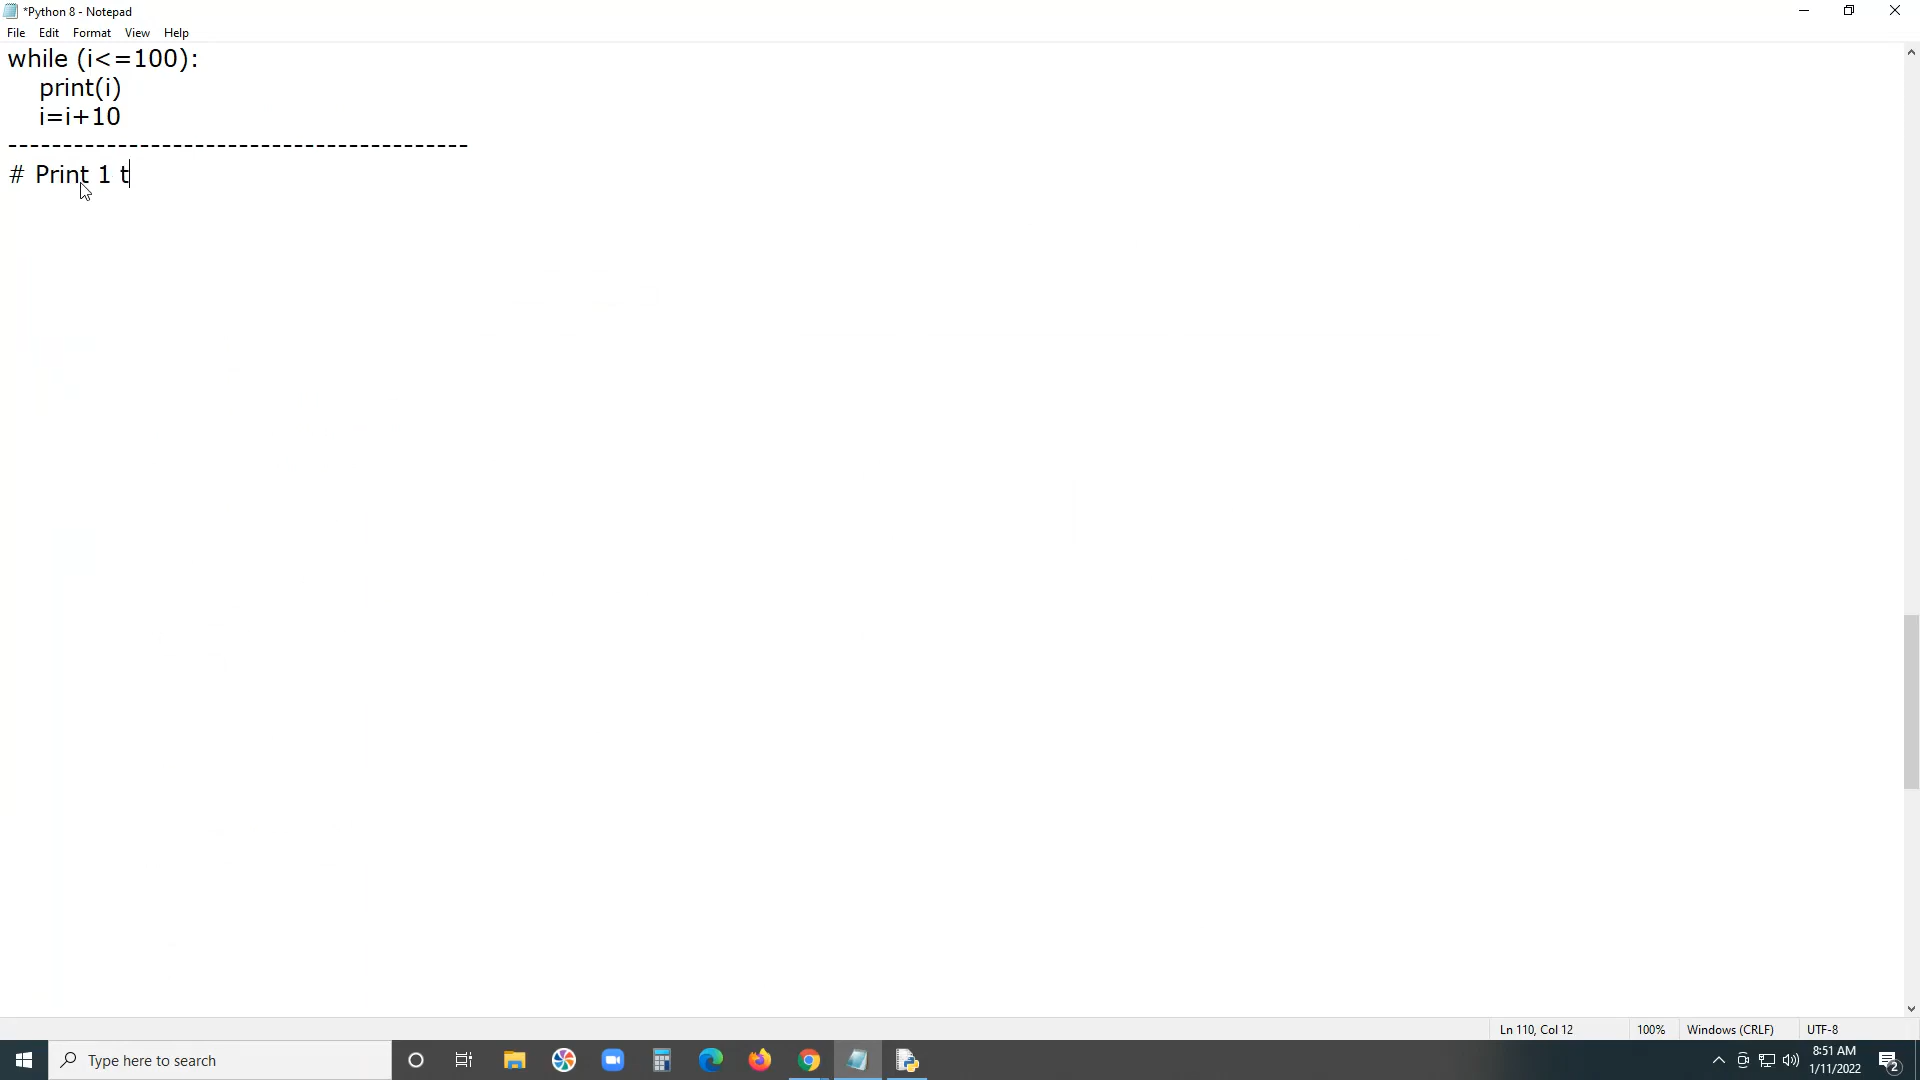 *Python 8 - Notepad
File Edit Format View Help
while (i<=100):
print(i)
i=i+10
------------------------------------------
# Print 1 t
Ln 110, Col 12 100% Windows (CRLF) UTF-8
Type here to search
8:51 AM
1/11/2022
2